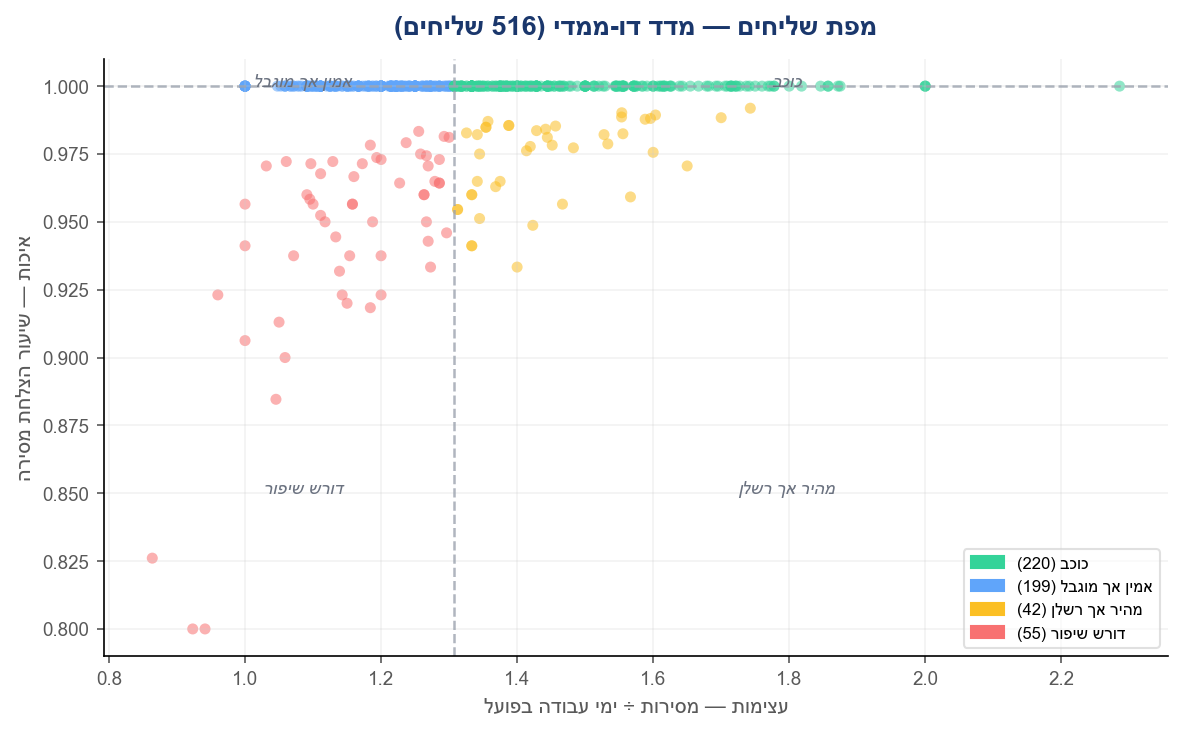 מפת שליחים — מדד דו-ממדי (516 שליחים)
איכות — שיעור הצלחת מסירה
1.000
0.975
0.950
0.925
0.900
0.875
0.850
0.825
0.800
אמין אך מוגבל
כוכב
דורש שיפור
מהיר אך רשלן
כוכב (220)
אמין אך מוגבל (199)
מהיר אך רשלן (42)
דורש שיפור (55)
0.8 1.0 1.2 1.4 1.6 1.8 2.0 2.2
עצימות — מסירות ÷ ימי עבודה בפועל